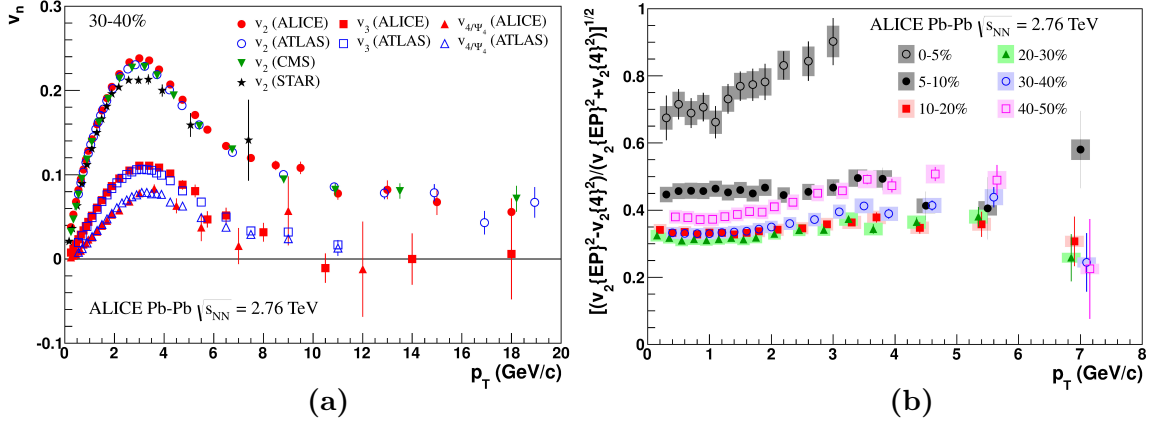 v_n
0.3
0.2
0.1
0
-0.1
30-40%
v_2 (ALICE)
v_3 (ALICE)
v_{4/Ψ_4} (ALICE)
v_2 (ATLAS)
v_3 (ATLAS)
v_{4/Ψ_4} (ATLAS)
v_2 (CMS)
v_2 (STAR)
ALICE Pb-Pb √s_NN = 2.76 TeV
0 2 4 6 8 10 12 14 16 18 20
p_T (GeV/c)
(a)
[(v_2{EP}^2-v_2{4}^2)/(v_2{EP}^2+v_2{4}^2)]^{1/2}
1
0.8
0.6
0.4
0.2
0
ALICE Pb-Pb √s_NN = 2.76 TeV
0-5% 20-30%
5-10% 30-40%
10-20% 40-50%
0 1 2 3 4 5 6 7 8
p_T (GeV/c)
(b)